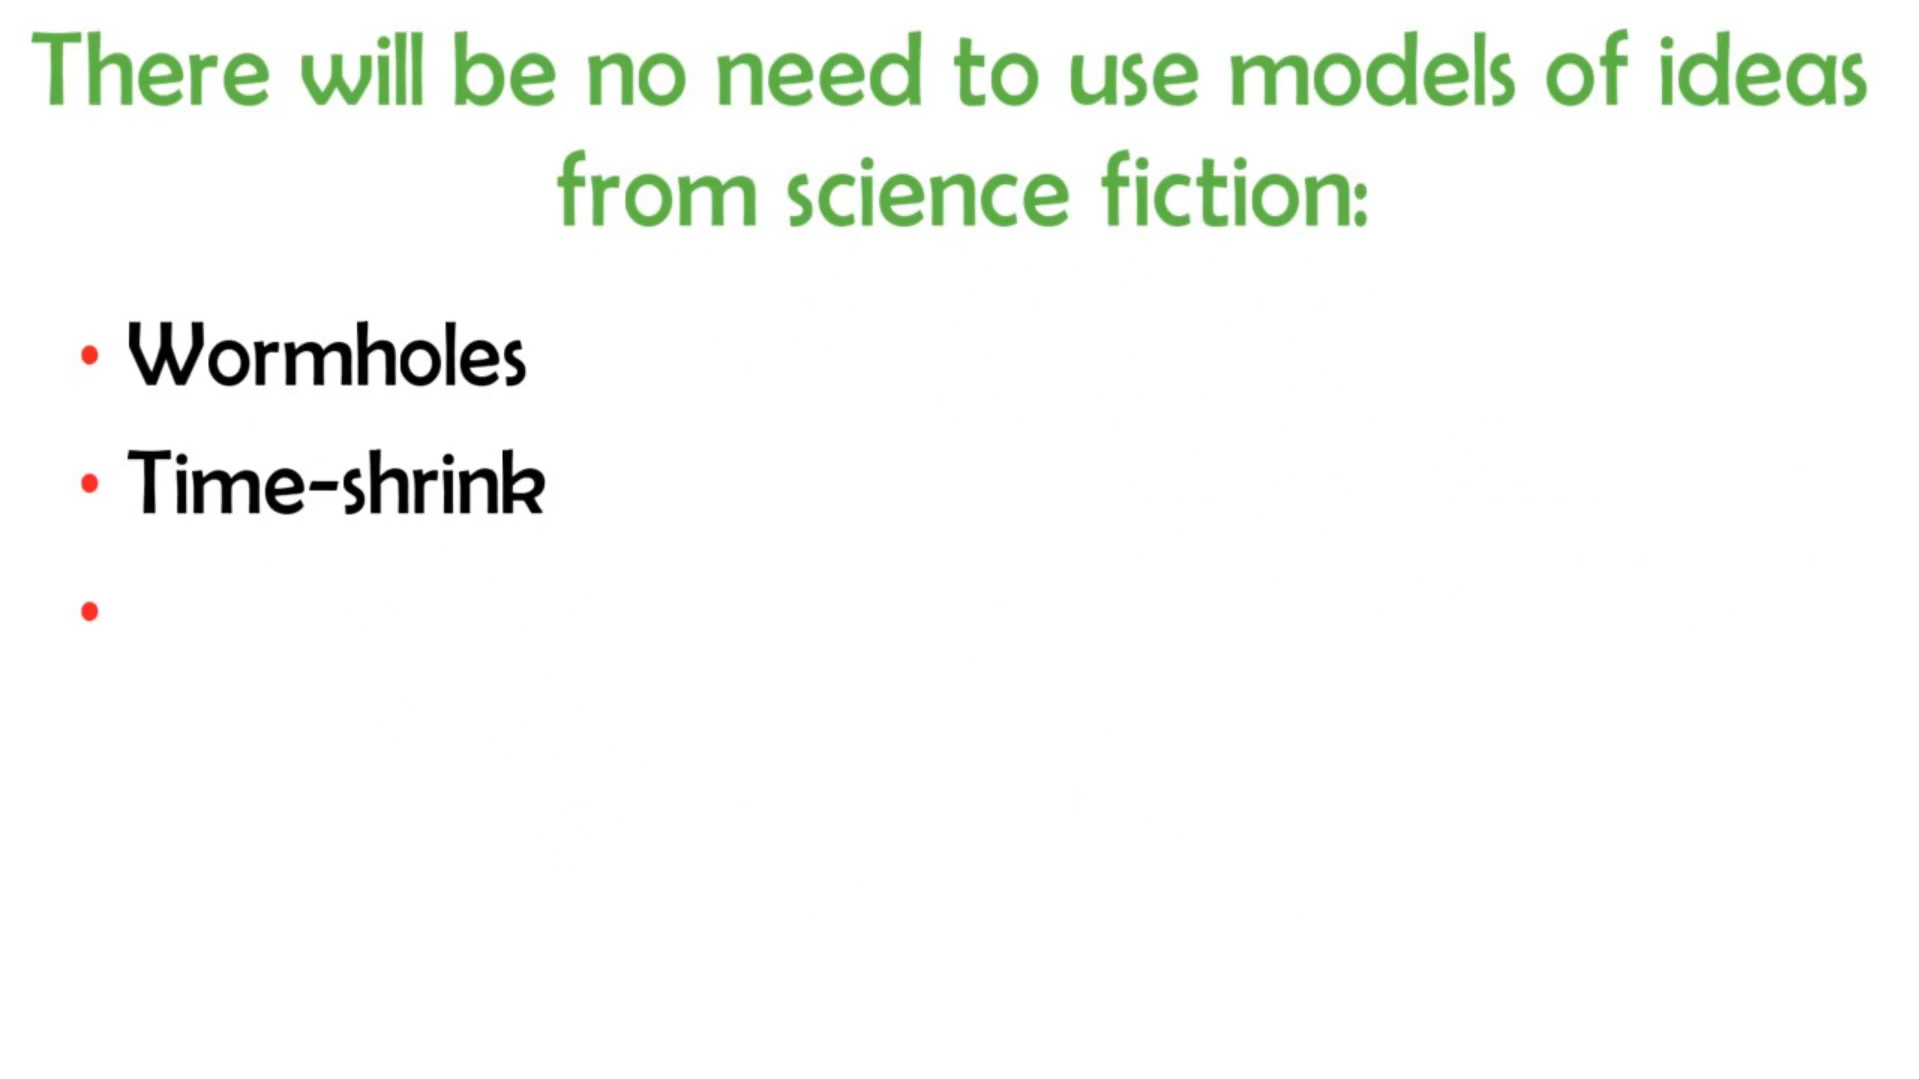 There will be no need to use models of ideas
from science fiction:
• Wormholes
• Time-shrink
•